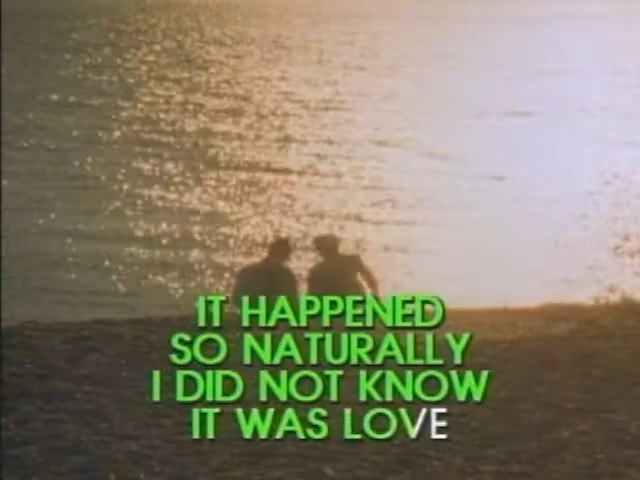 IT HAPPENED
SO NATURALLY
I DID NOT KNOW
IT WAS LOVE